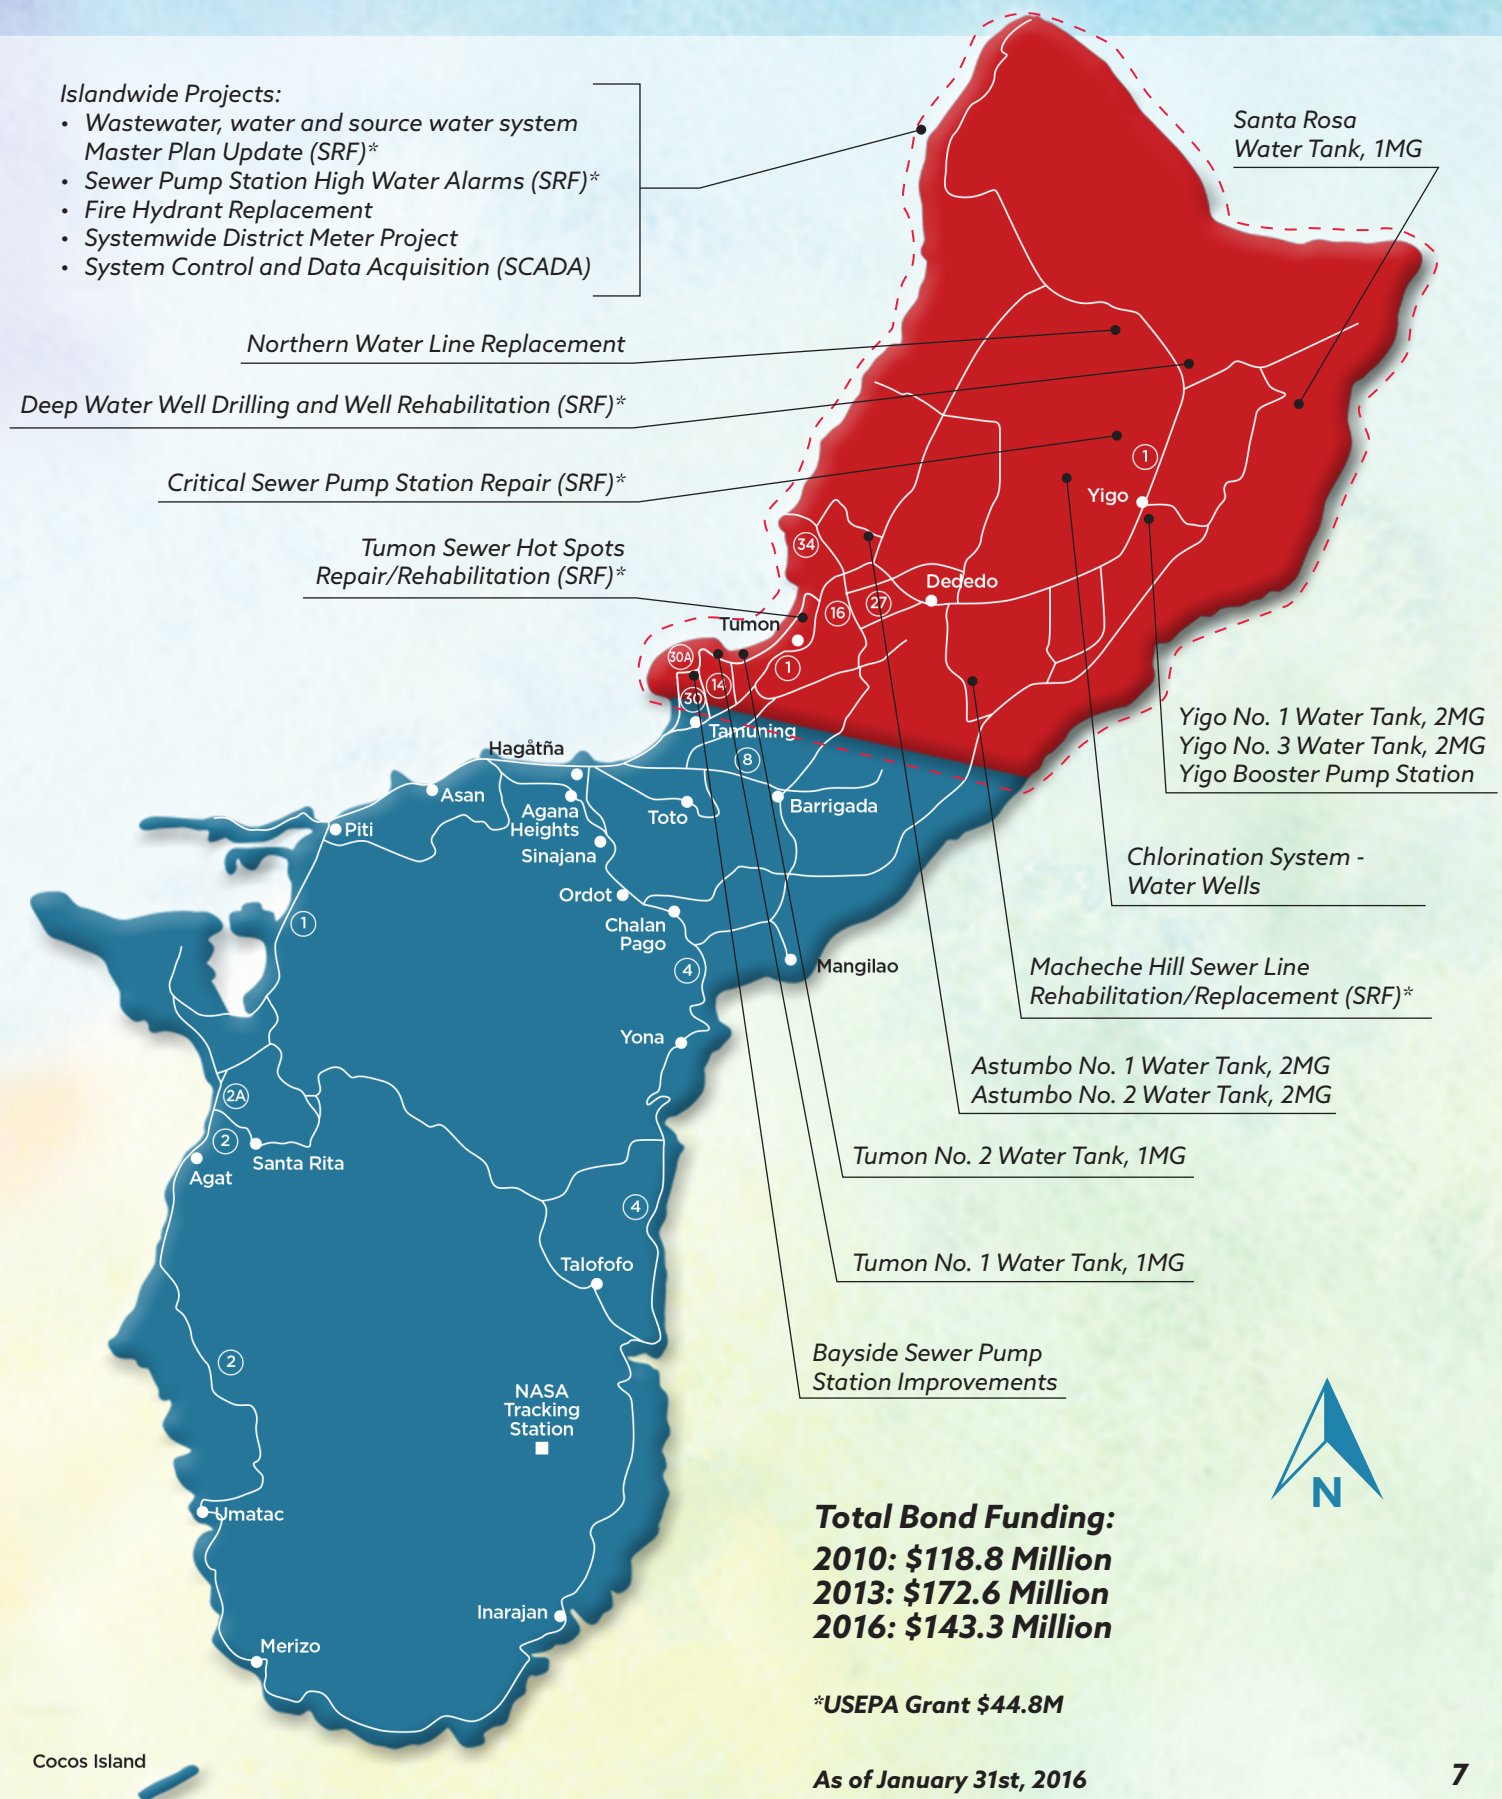 Islandwide Projects:
• Wastewater, water and source water system
Master Plan Update (SRF)*
• Sewer Pump Station High Water Alarms (SRF)*
• Fire Hydrant Replacement
• Systemwide District Meter Project
• System Control and Data Acquisition (SCADA)
Santa Rosa
Water Tank, 1MG
Northern Water Line Replacement
Deep Water Well Drilling and Well Rehabilitation (SRF)*
Critical Sewer Pump Station Repair (SRF)*
Tumon Sewer Hot Spots
Repair/Rehabilitation (SRF)*
1
Yigo
34
Dededo
27
16
Tumon
30A
1
14
30
Tamuning
8
Hagåtña
Asan
Piti
Agana
Heights
Sinajana
Toto
Barrigada
Ordot
Chalan
Pago
1
4
Mangilao
Yona
2A
2
Santa Rita
Agat
4
Talofofo
2
NASA
Tracking
Station
Umatac
Inarajan
Merizo
Cocos Island
Yigo No. 1 Water Tank, 2MG
Yigo No. 3 Water Tank, 2MG
Yigo Booster Pump Station
Chlorination System -
Water Wells
Macheche Hill Sewer Line
Rehabilitation/Replacement (SRF)*
Astumbo No. 1 Water Tank, 2MG
Astumbo No. 2 Water Tank, 2MG
Tumon No. 2 Water Tank, 1MG
Tumon No. 1 Water Tank, 1MG
Bayside Sewer Pump
Station Improvements
N
Total Bond Funding:
2010: $118.8 Million
2013: $172.6 Million
2016: $143.3 Million
*USEPA Grant $44.8M
As of January 31st, 2016
7